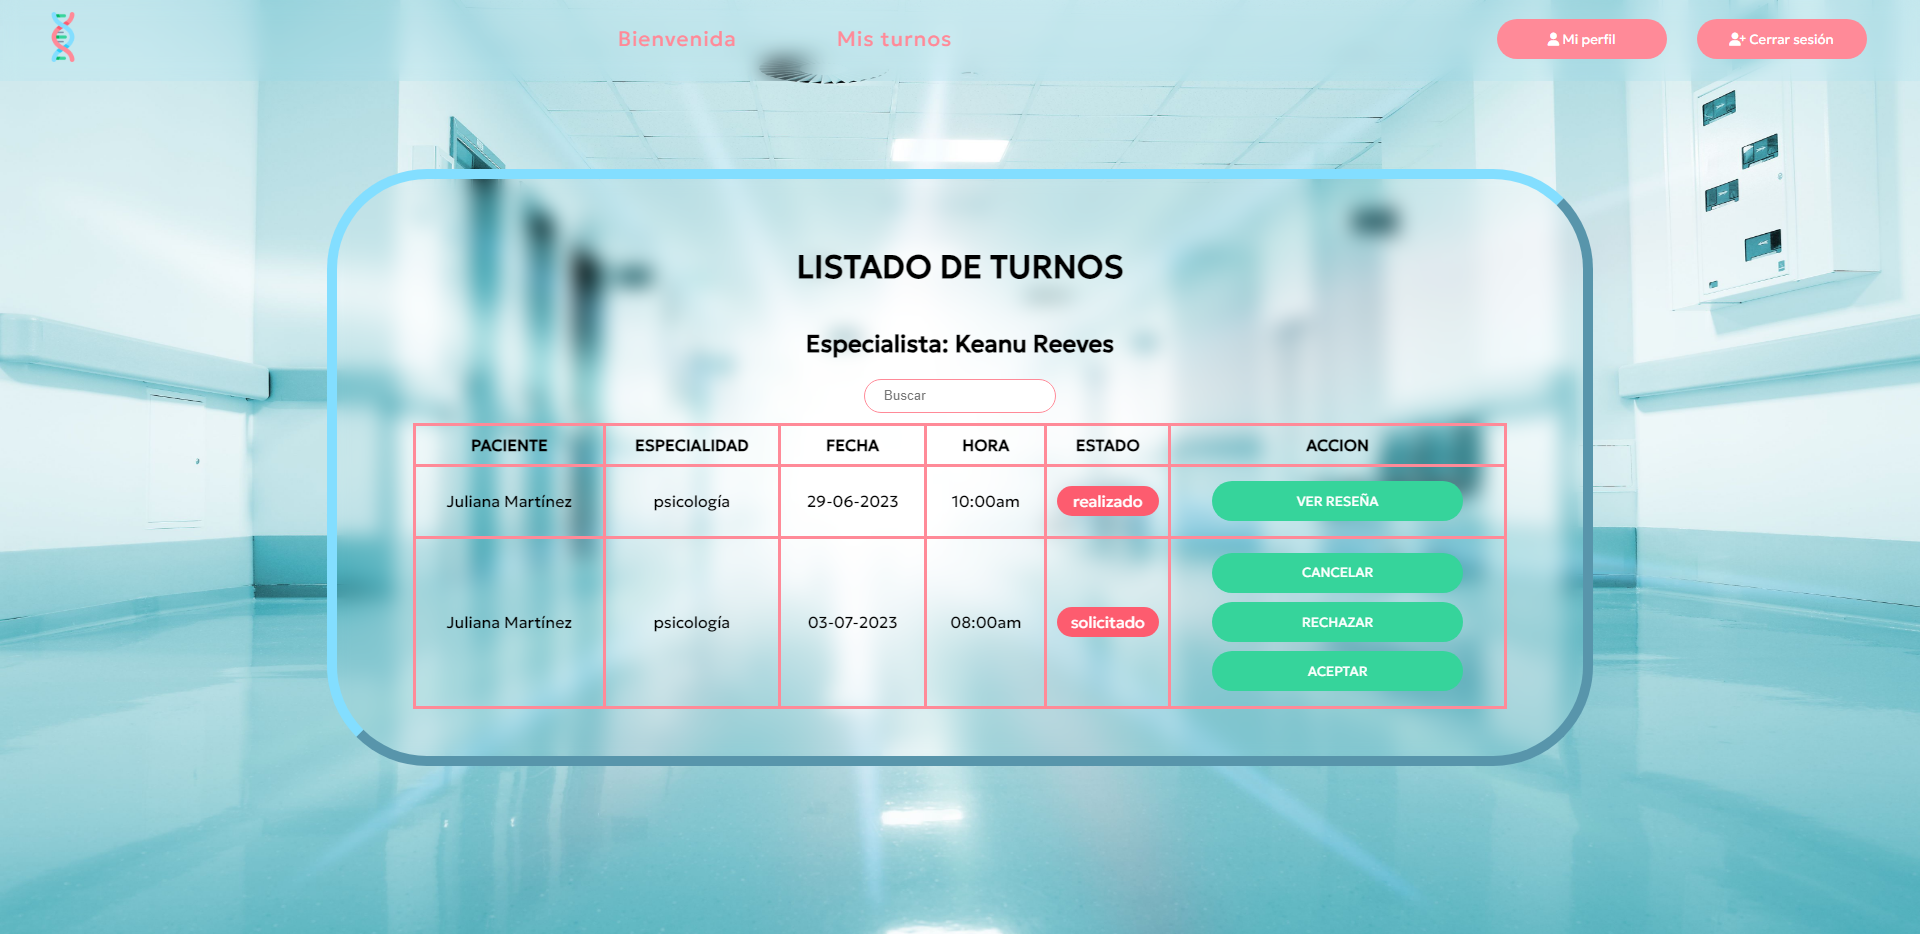 Bienvenida
Mis turnos
Mi perfil
Cerrar sesión
LISTADO DE TURNOS
Especialista: Keanu Reeves
Buscar
PACIENTE ESPECIALIDAD FECHA HORA ESTADO ACCION
Juliana Martínez psicología 29-06-2023 10:00am realizado VER RESEÑA
CANCELAR
Juliana Martínez psicología 03-07-2023 08:00am solicitado RECHAZAR
ACEPTAR